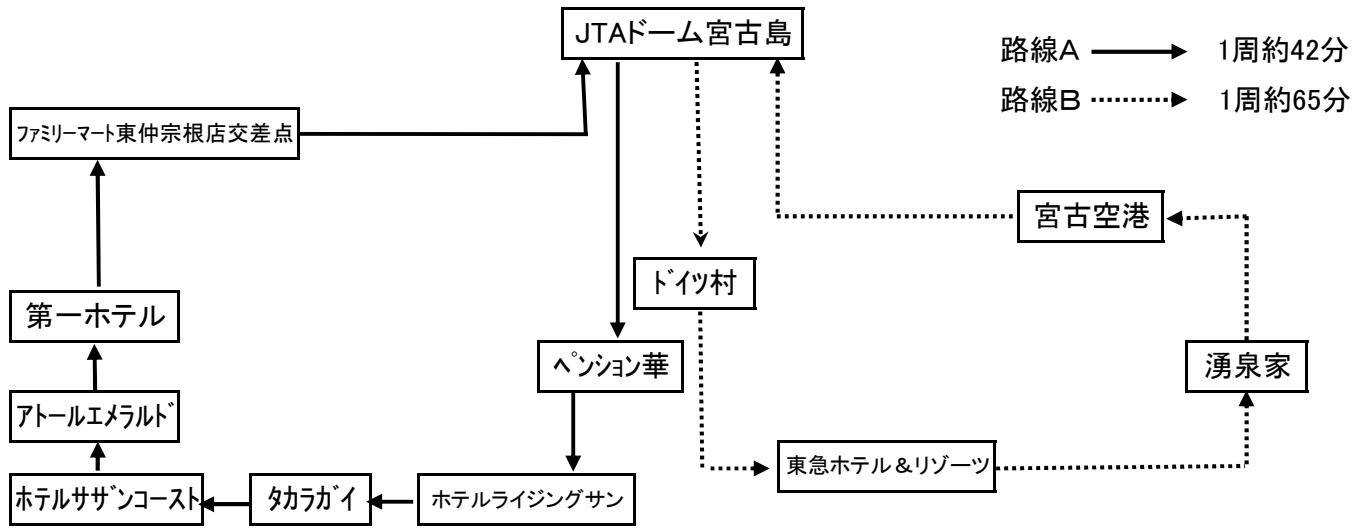 JTAドーム宮古島
路線A 1周約42分
路線B 1周約65分
ファミリーマート東仲宗根店交差点
宮古空港
ドイツ村
第一ホテル
ペンション華
湧泉家
アトールエメラルド
東急ホテル&リゾーツ
ホテルサザンコースト
タカラガイ
ホテルライジングサン